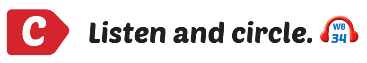 C Listen and circle. WB 34